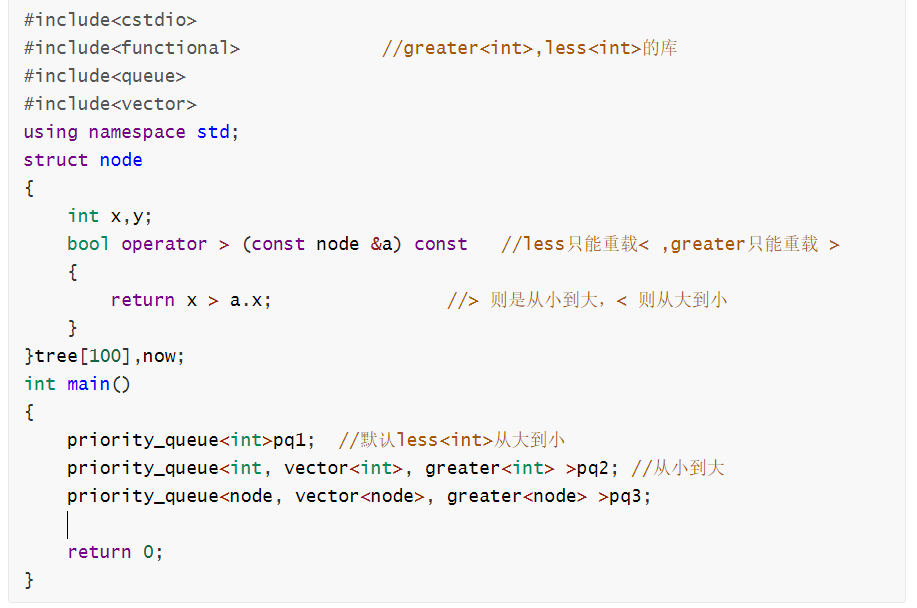 #include<cstdio>
#include<functional>             //greater<int>,less<int>的库
#include<queue>
#include<vector>
using namespace std;
struct node
{
    int x,y;
    bool operator > (const node &a) const   //less只能重载< ,greater只能重载 >
    {
        return x > a.x;                //> 则是从小到大，< 则从大到小
    }
}tree[100],now;
int main()
{
    priority_queue<int>pq1;  //默认less<int>从大到小
    priority_queue<int, vector<int>, greater<int> >pq2; //从小到大
    priority_queue<node, vector<node>, greater<node> >pq3;
    return 0;
}